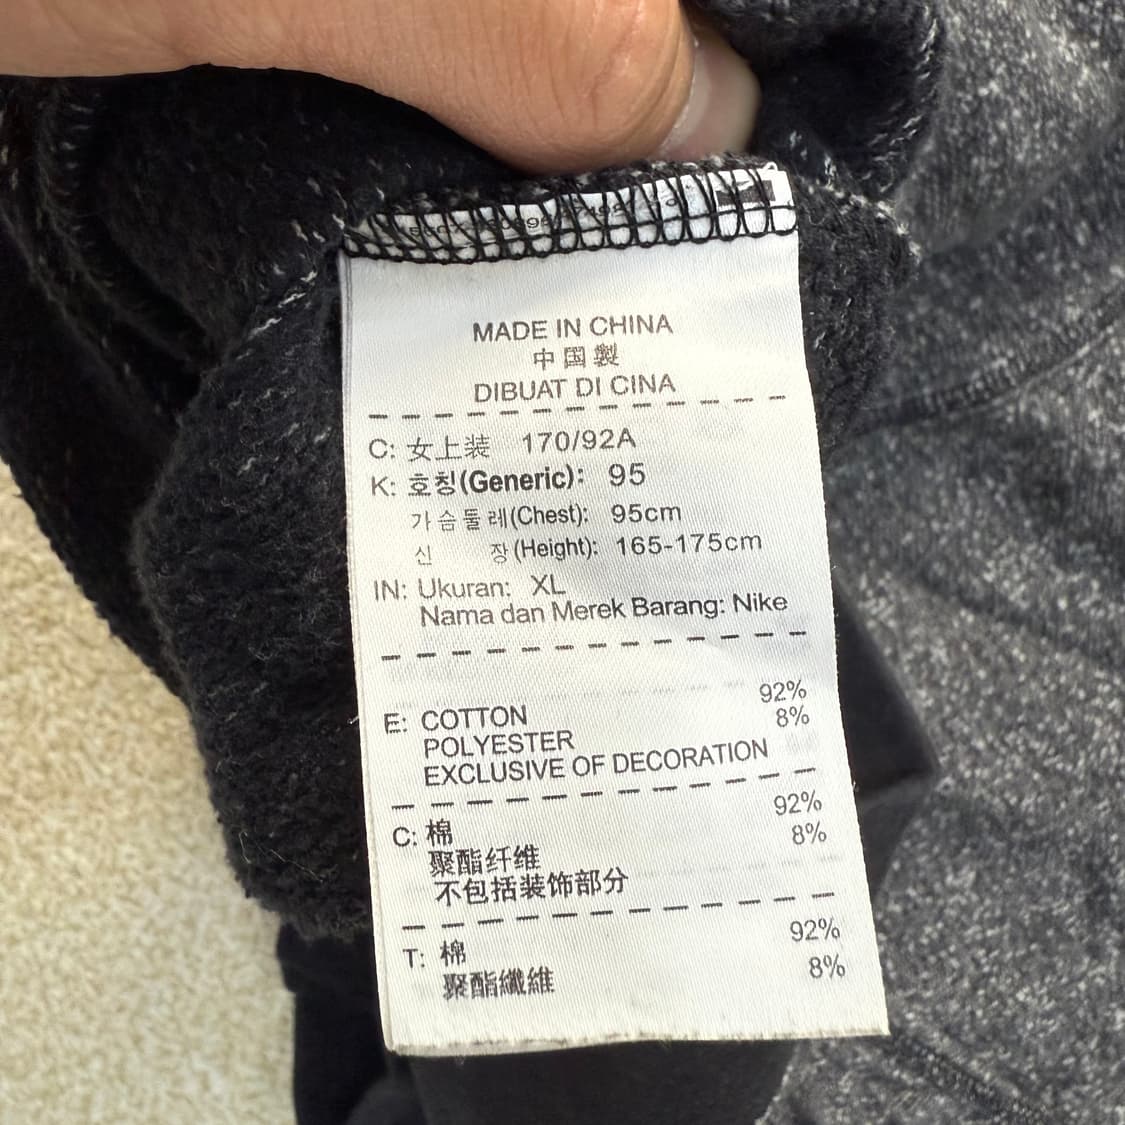 MADE IN CHINA
中国製
DIBUAT DI CINA
C: 女上装 170/92A
K: 호칭(Generic): 95
가슴둘레(Chest): 95cm
신 장(Height): 165-175cm
IN: Ukuran: XL
Nama dan Merek Barang: Nike
E: COTTON 92%
POLYESTER 8%
EXCLUSIVE OF DECORATION
C: 棉 92%
聚酯纤维 8%
不包括装饰部分
T: 棉 92%
聚酯纖維 8%